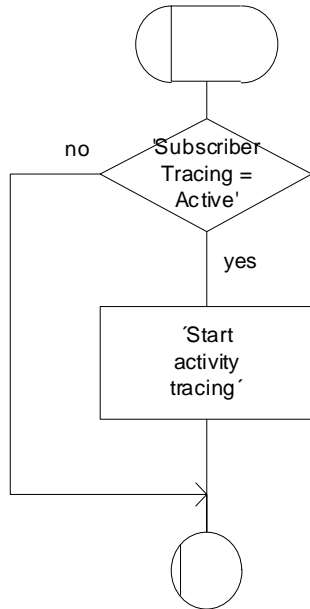 no
'Subscriber
Tracing =
Active'
yes
´Start
activity
tracing´